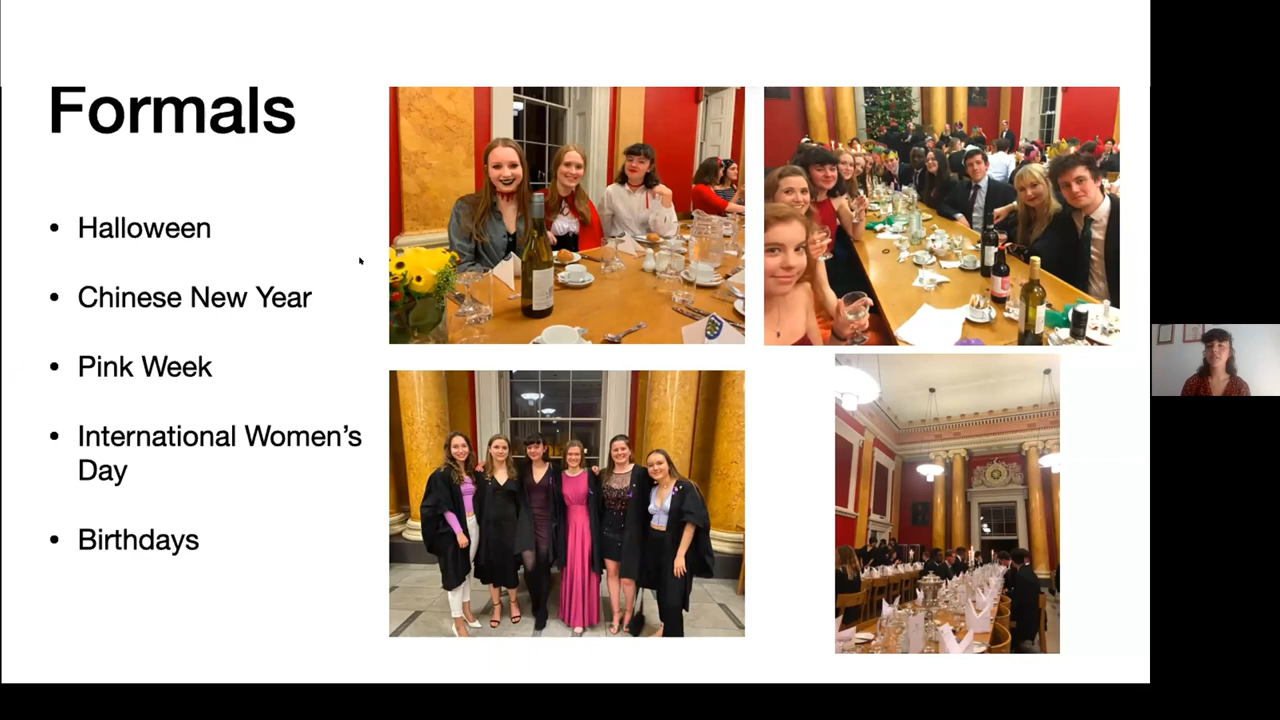 Formals
• Halloween
• Chinese New Year
• Pink Week
• International Women’s
Day
• Birthdays